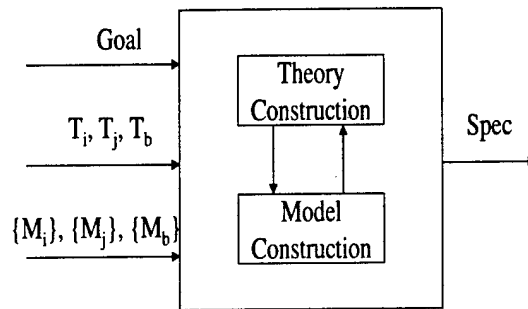 Goal
Theory
Construction
T_i, T_j, T_b
Spec
{M_i}, {M_j}, {M_b}
Model
Construction